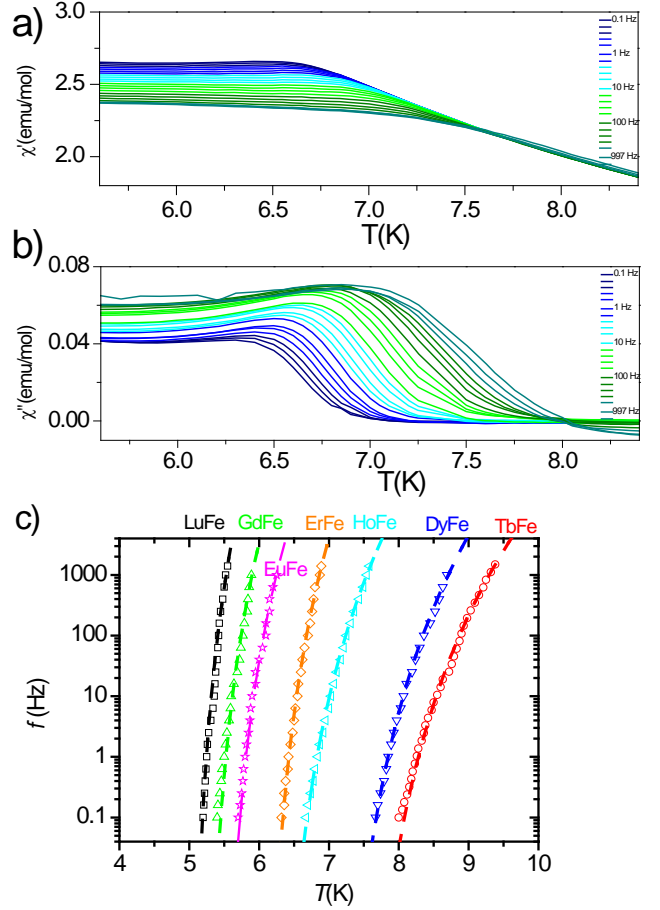 a)
3.0
2.5
2.0
χ'(emu/mol)
0.1 Hz
1 Hz
10 Hz
100 Hz
997 Hz
6.0 6.5 7.0 7.5 8.0
T(K)
b)
0.08
0.04
0.00
χ"(emu/mol)
0.1 Hz
1 Hz
10 Hz
100 Hz
997 Hz
6.0 6.5 7.0 7.5 8.0
T(K)
c)
LuFe GdFe ErFe HoFe DyFe TbFe
EuFe
1000
100
10
1
0.1
f (Hz)
4 5 6 7 8 9 10
T(K)